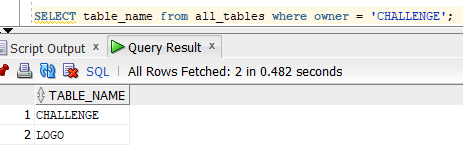 SELECT table_name from all_tables where owner = 'CHALLENGE';
Script Output x Query Result x
SQL | All Rows Fetched: 2 in 0.482 seconds
TABLE_NAME
1 CHALLENGE
2 LOGO